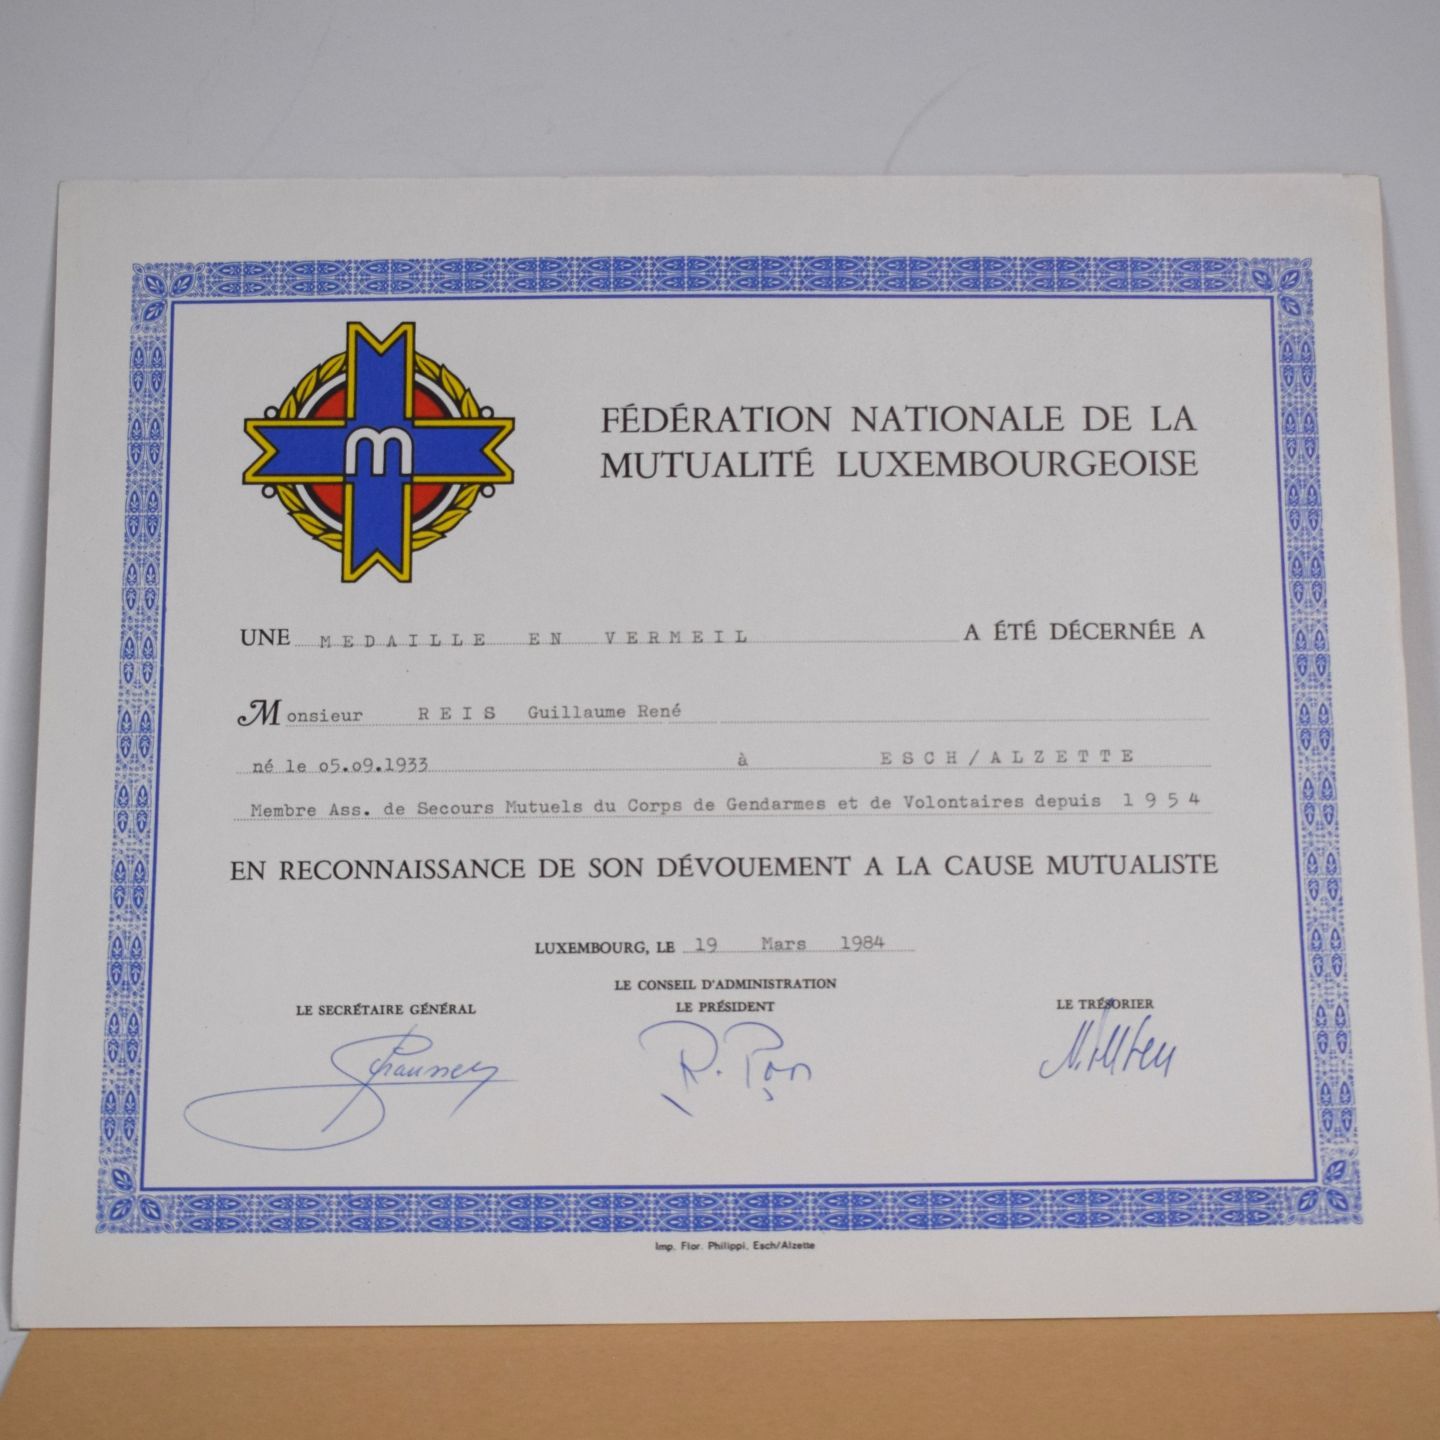 m
FÉDÉRATION NATIONALE DE LA
MUTUALITÉ LUXEMBOURGEOISE
UNE MEDAILLE EN VERMEIL A ÉTÉ DÉCERNÉE A
Monsieur REIS Guillaume René
né le 05.09.1933 à ESCH/ALZETTE
Membre Ass. de Secours Mutuels du Corps de Gendarmes et de Volontaires depuis 1954
EN RECONNAISSANCE DE SON DÉVOUEMENT A LA CAUSE MUTUALISTE
LUXEMBOURG, LE 19 Mars 1984
LE CONSEIL D'ADMINISTRATION
LE SECRÉTAIRE GÉNÉRAL LE PRÉSIDENT LE TRÉSORIER
Imp. Flor. Philippi, Esch/Alzette